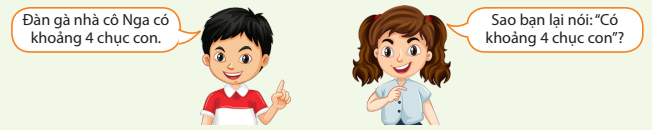 Đàn gà nhà cô Nga có
khoảng 4 chục con.
Sao bạn lại nói: “Có
khoảng 4 chục con”?